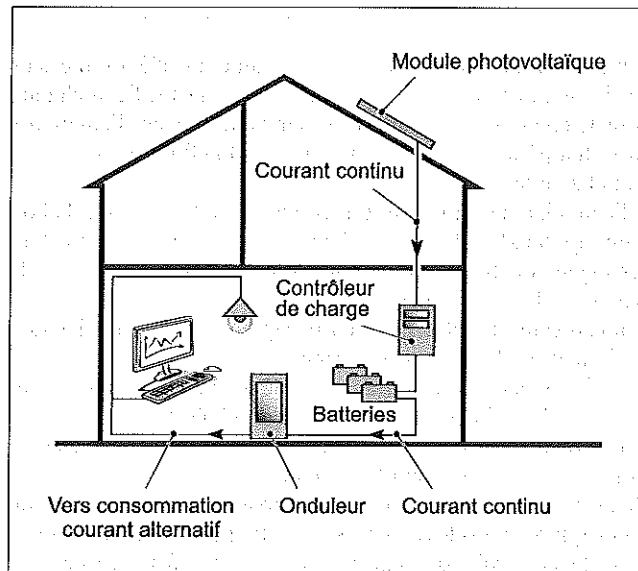 Module photovoltaïque
Courant continu
Contrôleur
de charge
Batteries
Vers consommation
courant alternatif
Onduleur
Courant continu